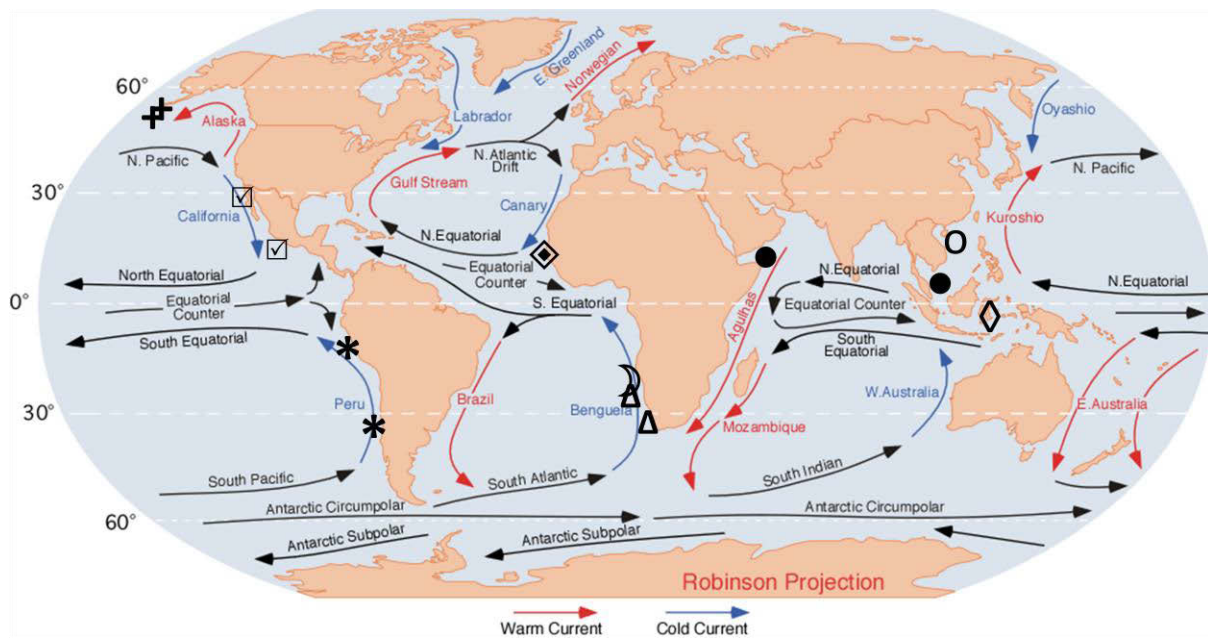 E. Greenland
Norwegian
60°
Alaska
Labrador
Oyashio
N. Pacific
N.Atlantic
Drift
N. Pacific
30°
Gulf Stream
California
Canary
Kuroshio
N.Equatorial
North Equatorial
Equatorial
Counter
N.Equatorial
N.Equatorial
0°
Equatorial
Counter
S. Equatorial
Agulhas
Equatorial Counter
South Equatorial
South
Equatorial
Peru
Brazil
Benguela
W.Australia
E.Australia
30°
Mozambique
South Pacific
South Atlantic
South Indian
Antarctic Circumpolar
Antarctic Circumpolar
60°
Antarctic Subpolar
Antarctic Subpolar
Robinson Projection
Warm Current
Cold Current